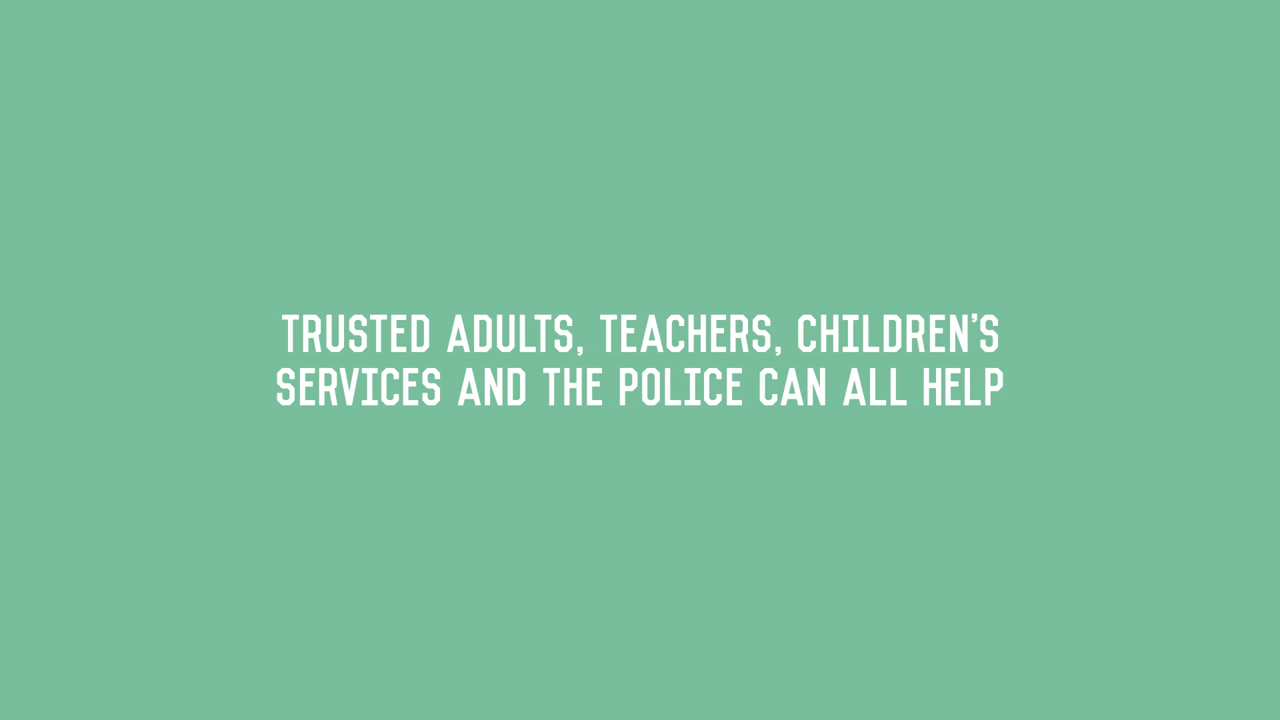 TRUSTED ADULTS, TEACHERS, CHILDREN’S
SERVICES AND THE POLICE CAN ALL HELP